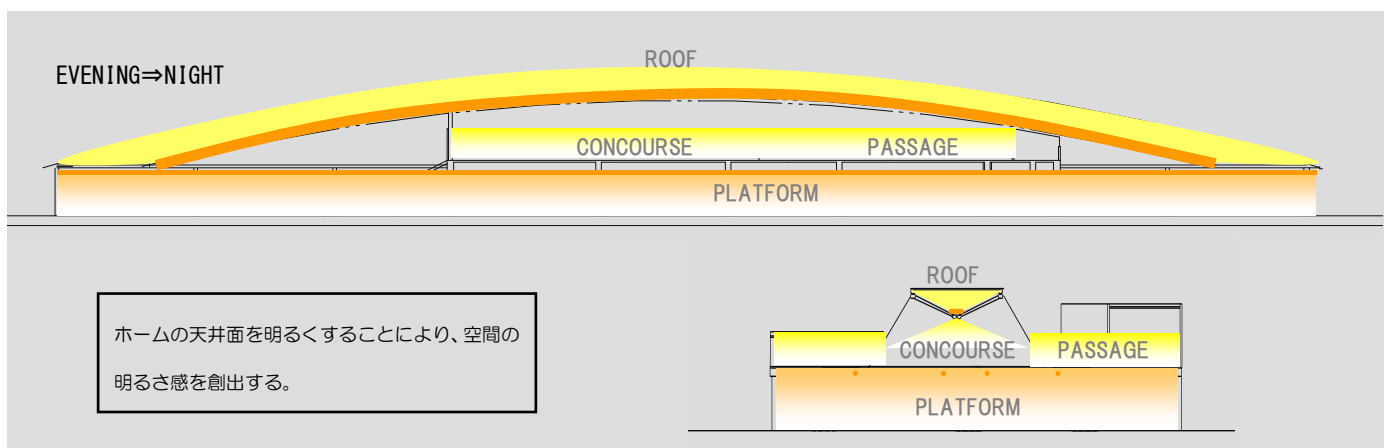 ROOF
EVENING⇒NIGHT
CONCOURSE
PASSAGE
PLATFORM
ROOF
ホームの天井面を明るくすることにより、空間の
明るさ感を創出する。
CONCOURSE
PASSAGE
PLATFORM